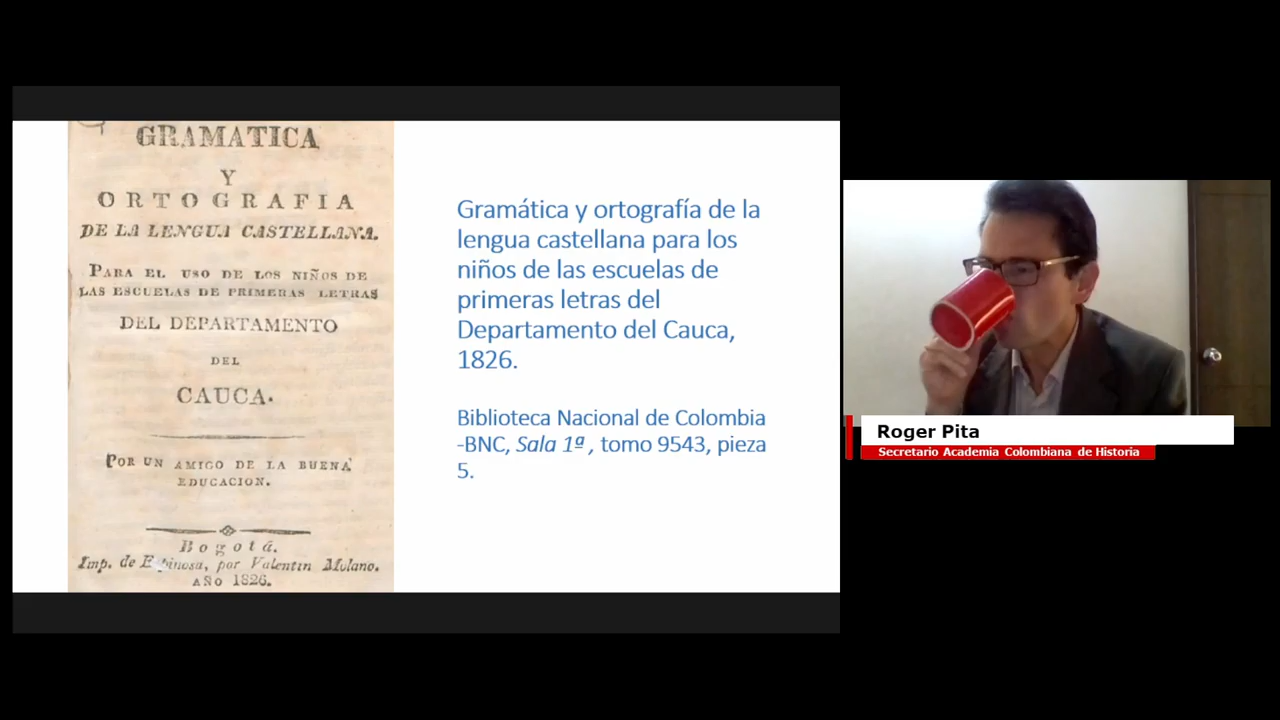 GRAMATICA
Y
ORTOGRAFIA
DE LA LENGUA CASTELLANA.
PARA EL USO DE LOS NIÑOS DE
LAS ESCUELAS DE PRIMERAS LETRAS
DEL DEPARTAMENTO
DEL
CAUCA.
POR UN AMIGO DE LA BUENA
EDUCACION.
Bogotá.
Imp. de Espinosa, por Valentin Molano.
AÑO 1826.
Gramática y ortografía de la
lengua castellana para los
niños de las escuelas de
primeras letras del
Departamento del Cauca,
1826.
Biblioteca Nacional de Colombia
-BNC, Sala 1ª , tomo 9543, pieza
5.
Roger Pita
Secretario Academia Colombiana de Historia